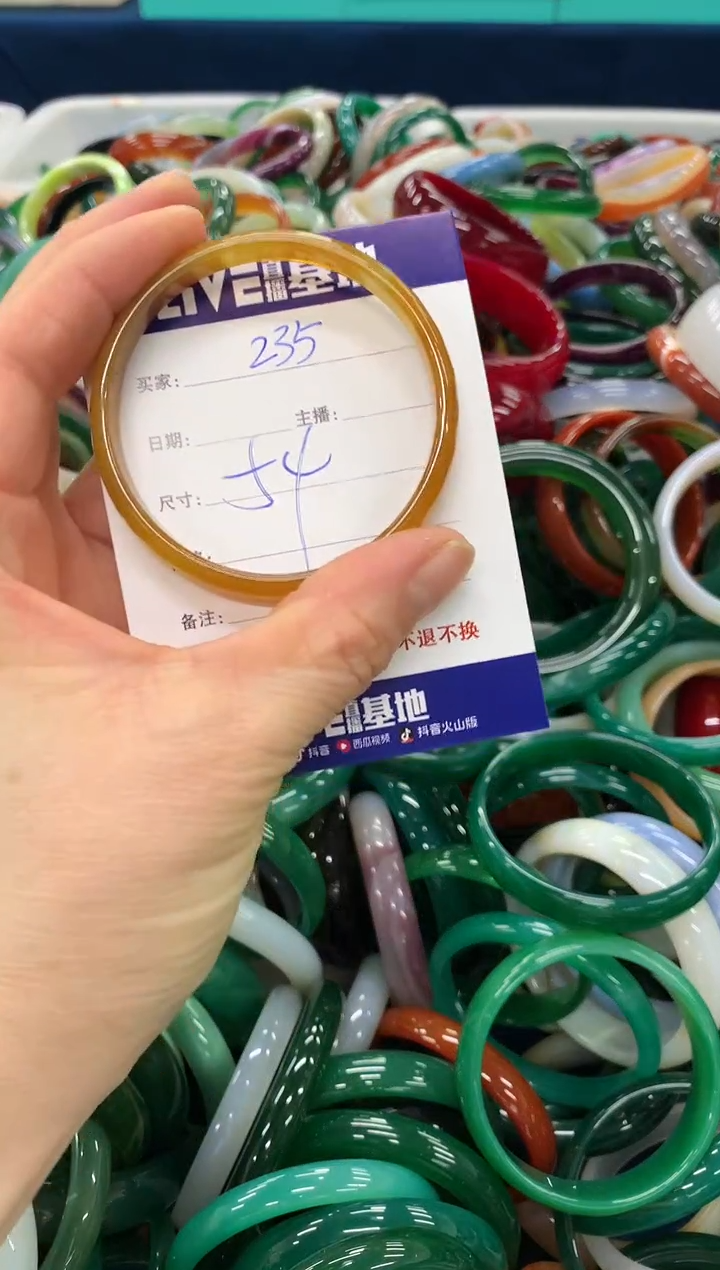 LIVE直播基地
235
买家:
主播:
日期:
尺寸: 54
备注:
不退不换
直播基地
抖音 西瓜视频 抖音火山版